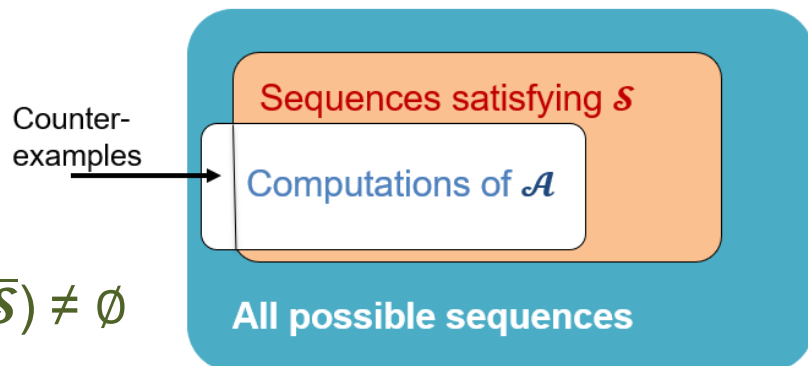 Sequences satisfying 𝓢
Counter-
examples
Computations of 𝓐
𝓢̅) ≠ ∅
All possible sequences